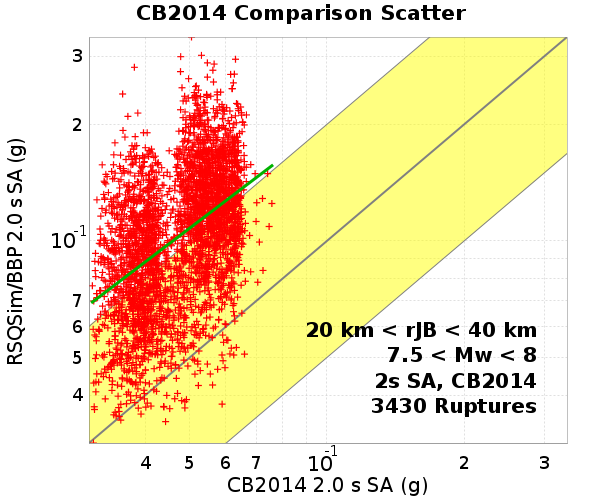 CB2014 Comparison Scatter
RSQSim/BBP 2.0 s SA (g)
3
2
10-1
7
6
5
4
20 km < rJB < 40 km
7.5 < Mw < 8
2s SA, CB2014
3430 Ruptures
4 5 6 7 10-1 2 3
CB2014 2.0 s SA (g)